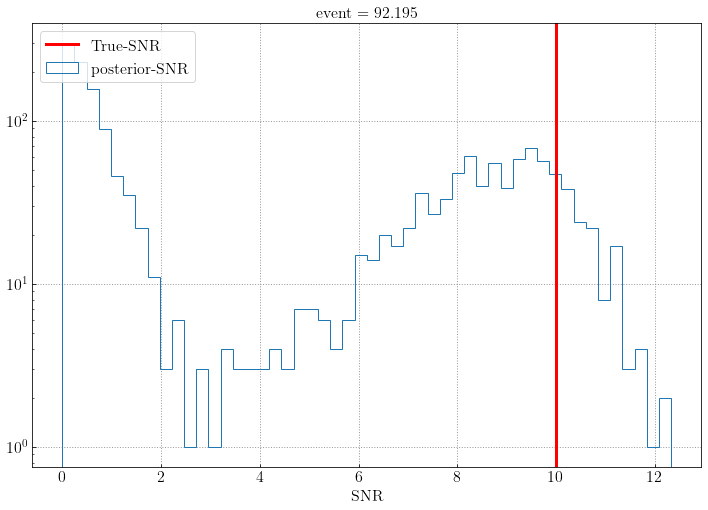 event = 92.195
True-SNR
posterior-SNR
10²
10¹
10⁰
0 2 4 6 8 10 12
SNR